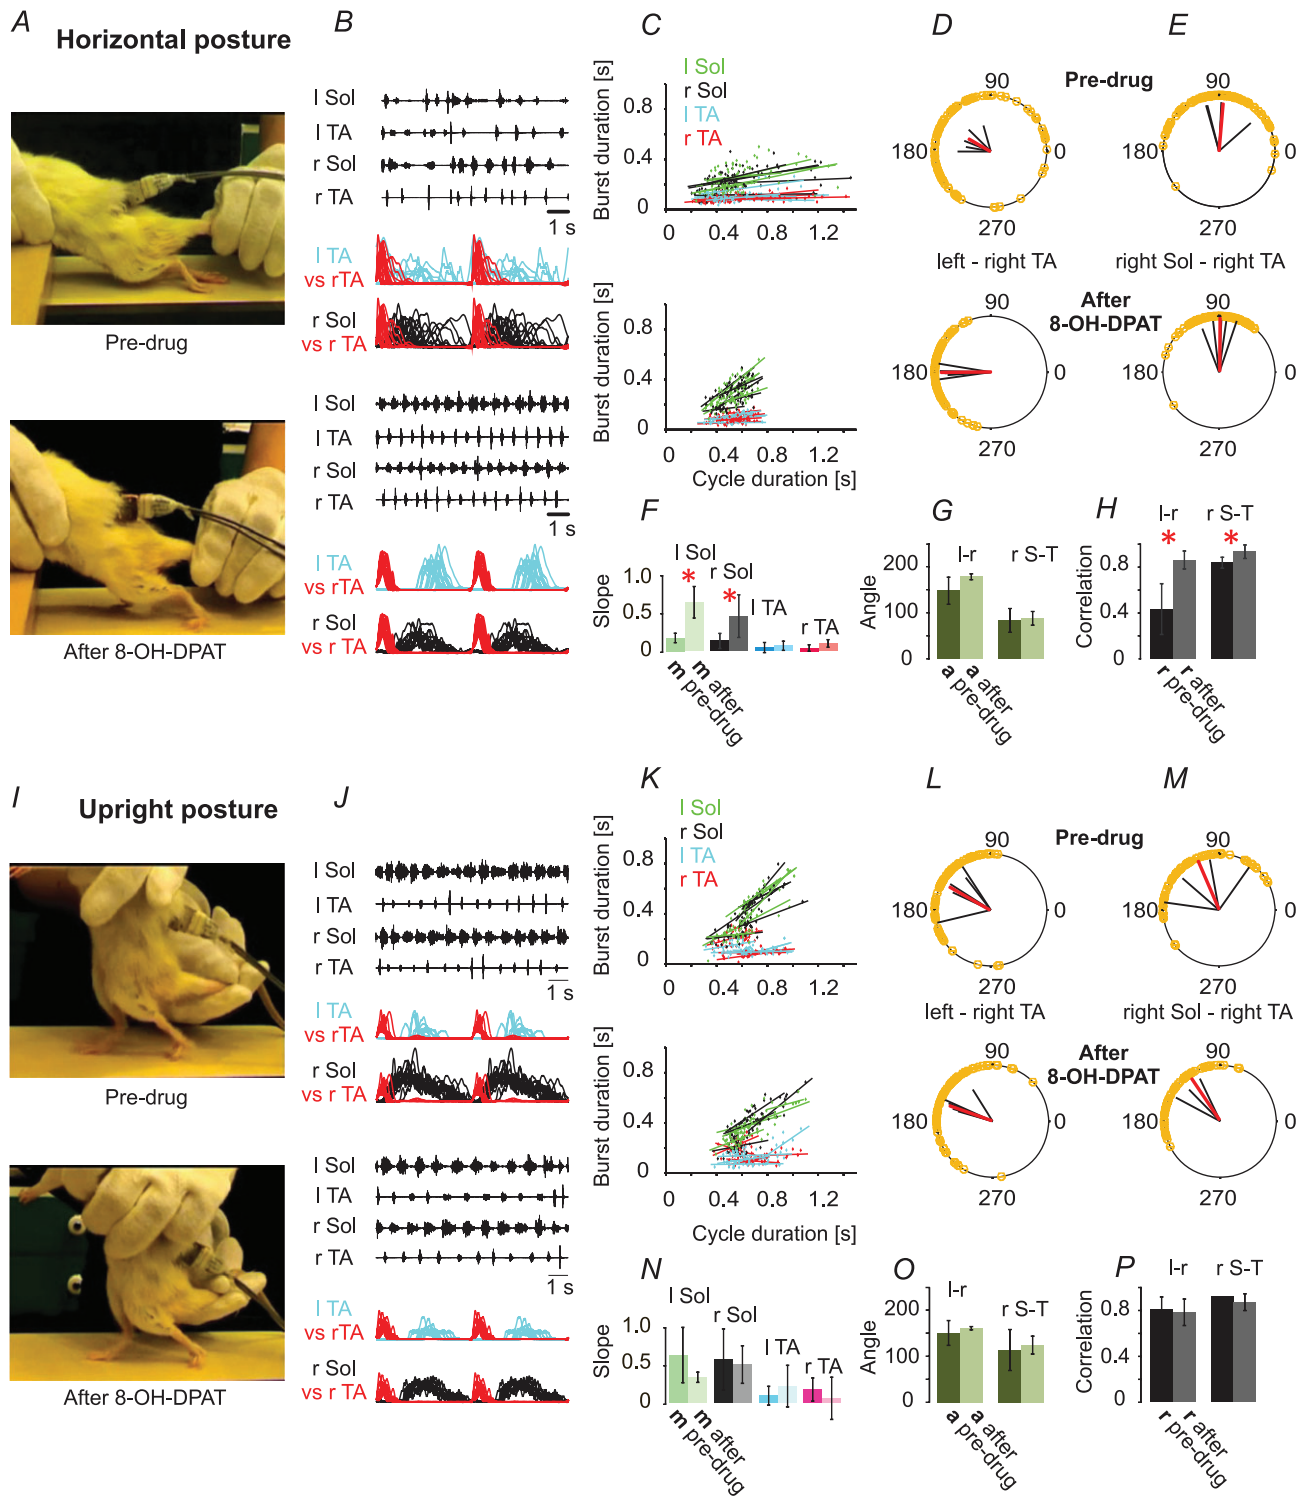 A
Horizontal posture
Pre-drug
After 8-OH-DPAT
B
l Sol
l TA
r Sol
r TA
1 s
l TA
vs rTA
r Sol
vs r TA
l Sol
l TA
r Sol
r TA
1 s
l TA
vs rTA
r Sol
vs r TA
C
l Sol
r Sol
l TA
r TA
Burst duration [s]
0.8
0.4
0
0 0.4 0.8 1.2
Burst duration [s]
0.8
0.4
0
0 0.4 0.8 1.2
Cycle duration [s]
D
E
Pre-drug
90
180
0
270
left - right TA
90
180
0
270
right Sol - right TA
After
8-OH-DPAT
90
180
0
270
90
180
0
270
F
Slope
1.0
0.5
0
l Sol
*
r Sol
*
l TA
r TA
m pre-drug
m after
G
Angle
200
100
0
l-r
r S-T
a pre-drug
a after
H
Correlation
0.8
0.4
0
l-r
*
r S-T
*
r pre-drug
r after
I
Upright posture
Pre-drug
After 8-OH-DPAT
J
l Sol
l TA
r Sol
r TA
1 s
l TA
vs rTA
r Sol
vs r TA
l Sol
l TA
r Sol
r TA
1 s
l TA
vs rTA
r Sol
vs r TA
K
l Sol
r Sol
l TA
r TA
Burst duration [s]
0.8
0.4
0
0 0.4 0.8 1.2
Burst duration [s]
0.8
0.4
0
0 0.4 0.8 1.2
Cycle duration [s]
L
M
Pre-drug
90
180
0
270
left - right TA
90
180
0
270
right Sol - right TA
After
8-OH-DPAT
90
180
0
270
90
180
0
270
N
Slope
1.0
0.5
0
l Sol
r Sol
l TA
r TA
m pre-drug
m after
O
Angle
200
100
0
l-r
r S-T
a pre-drug
a after
P
Correlation
0.8
0.4
0
l-r
r S-T
r pre-drug
r after